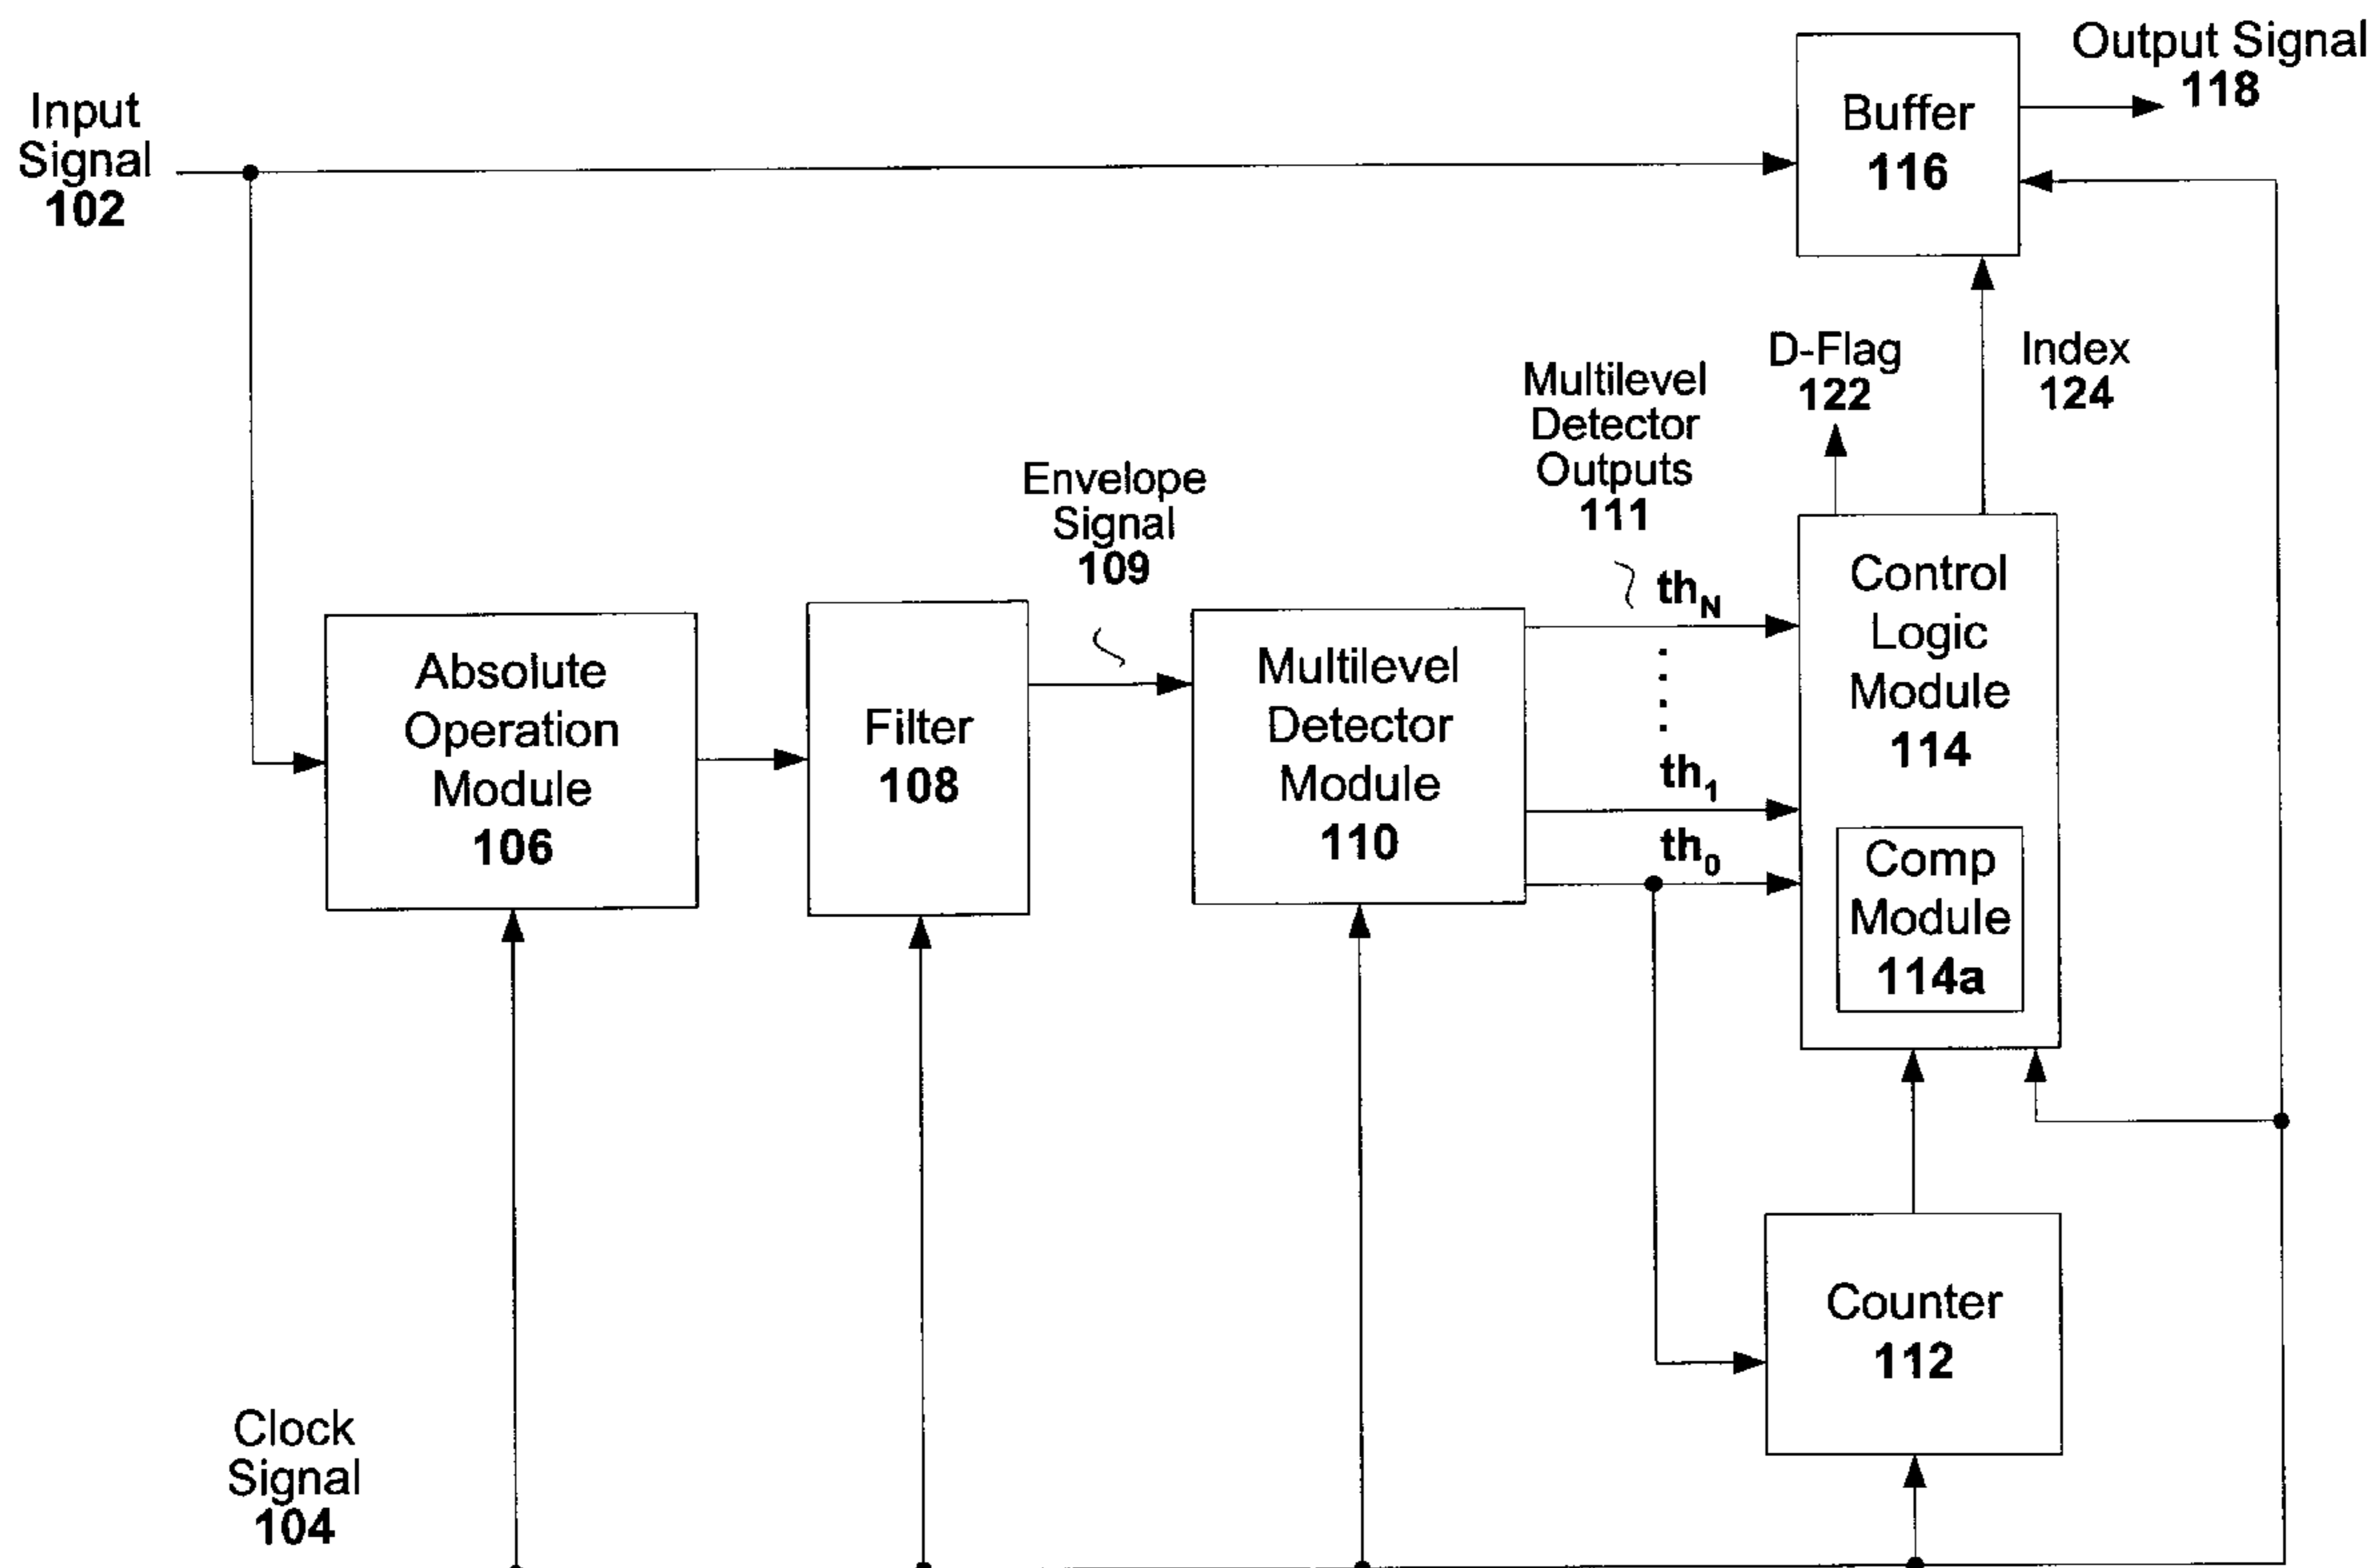 Output Signal
118
Buffer
116
Input
Signal
102
D-Flag
122
Index
124
Multilevel
Detector
Outputs
111
Envelope
Signal
109
Control
Logic
Module
114
th_N
th_1
th_0
Comp
Module
114a
Absolute
Operation
Module
106
Filter
108
Multilevel
Detector
Module
110
Counter
112
Clock
Signal
104